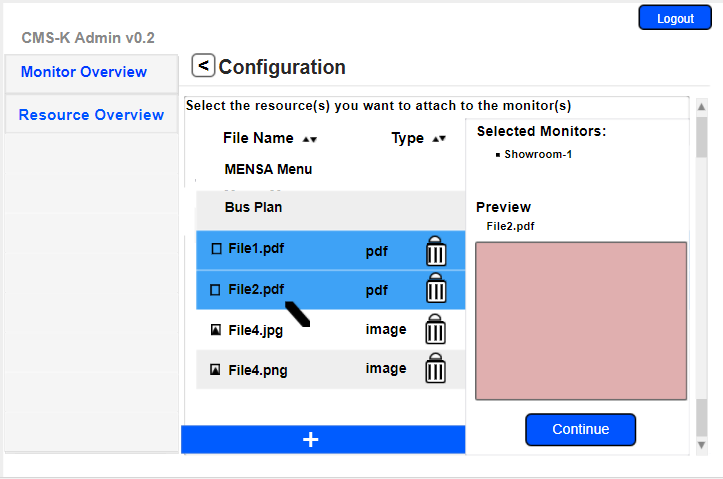 Logout
CMS-K Admin v0.2
Monitor Overview
Resource Overview
< Configuration
Select the resource(s) you want to attach to the monitor(s)
File Name Type
MENSA Menu
Bus Plan
File1.pdf pdf
File2.pdf pdf
File4.jpg image
File4.png image
+
Selected Monitors:
Showroom-1
Preview
File2.pdf
Continue